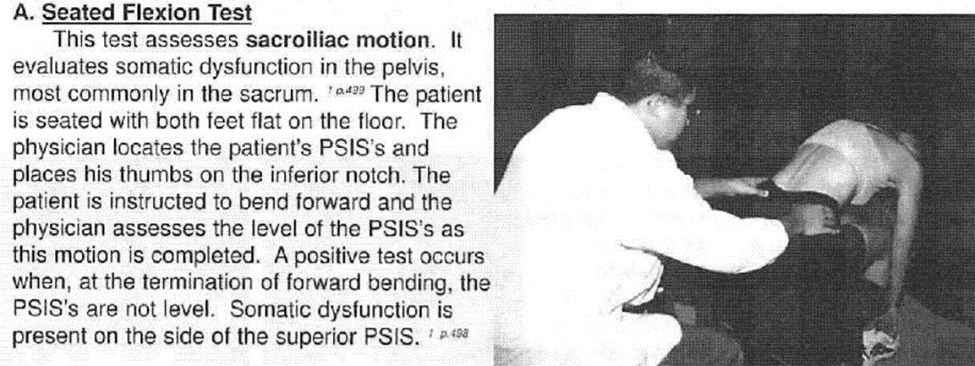 A. Seated Flexion Test
This test assesses sacroiliac motion. It
evaluates somatic dysfunction in the pelvis,
most commonly in the sacrum. 1 p.499 The patient
is seated with both feet flat on the floor. The
physician locates the patient's PSIS's and
places his thumbs on the inferior notch. The
patient is instructed to bend forward and the
physician assesses the level of the PSIS's as
this motion is completed. A positive test occurs
when, at the termination of forward bending, the
PSIS's are not level. Somatic dysfunction is
present on the side of the superior PSIS. 1 p.498